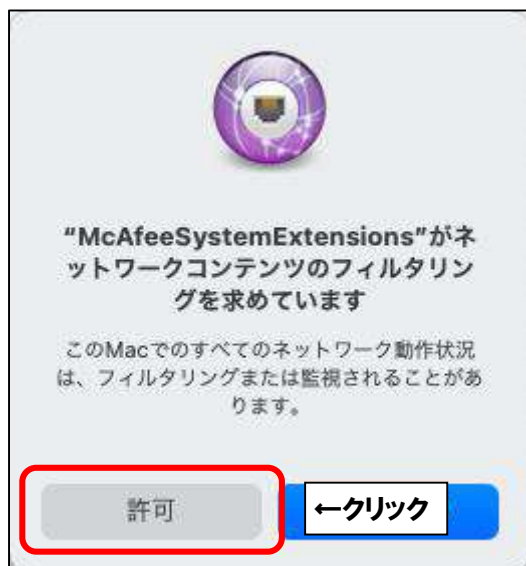 “McAfeeSystemExtensions”がネ
ットワークコンテンツのフィルタリン
グを求めています
このMacでのすべてのネットワーク動作状況
は、フィルタリングまたは監視されることがあ
ります。
許可
←クリック